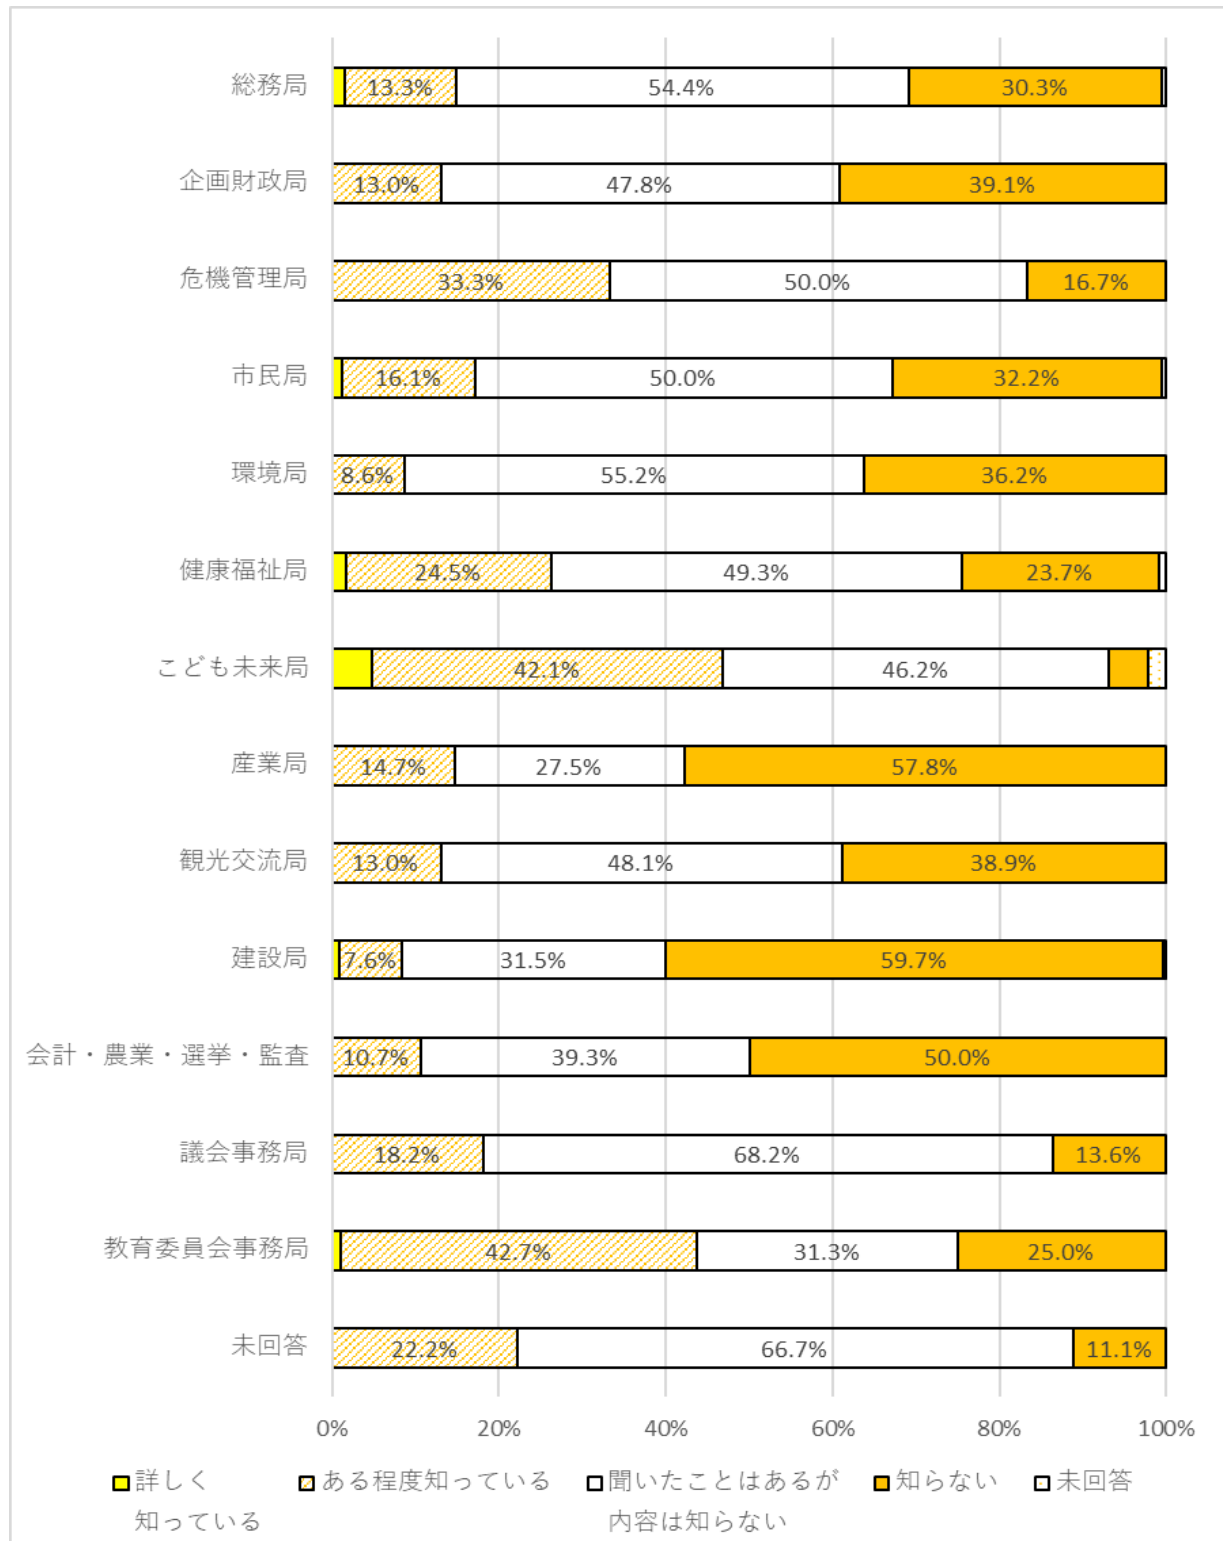 総務局 13.3% 54.4% 30.3%
企画財政局 13.0% 47.8% 39.1%
危機管理局 33.3% 50.0% 16.7%
市民局 16.1% 50.0% 32.2%
環境局 8.6% 55.2% 36.2%
健康福祉局 24.5% 49.3% 23.7%
こども未来局 42.1% 46.2%
産業局 14.7% 27.5% 57.8%
観光交流局 13.0% 48.1% 38.9%
建設局 7.6% 31.5% 59.7%
会計・農業・選挙・監査 10.7% 39.3% 50.0%
議会事務局 18.2% 68.2% 13.6%
教育委員会事務局 42.7% 31.3% 25.0%
未回答 22.2% 66.7% 11.1%
0% 20% 40% 60% 80% 100%
詳しく ある程度知っている 聞いたことはあるが 知らない 未回答
知っている 内容は知らない